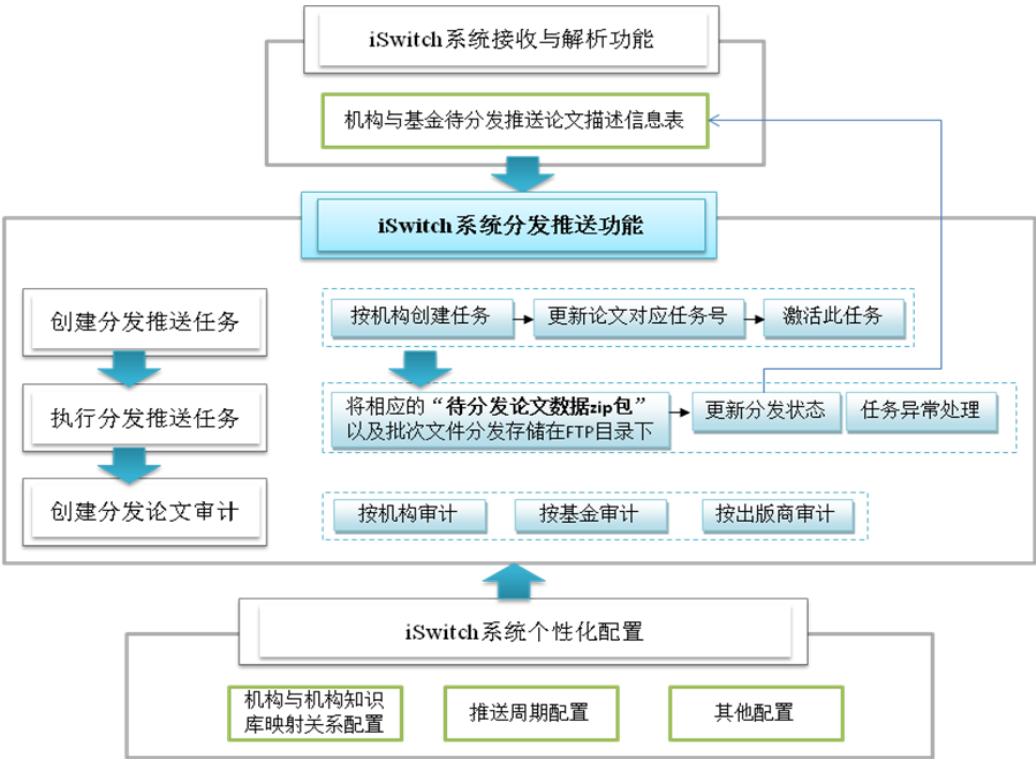 iSwitch系统接收与解析功能
机构与基金待分发推送论文描述信息表
iSwitch系统分发推送功能
创建分发推送任务
按机构创建任务
更新论文对应任务号
激活此任务
执行分发推送任务
将相应的“待分发论文数据zip包”
以及批次文件分发存储在FTP目录下
更新分发状态
任务异常处理
创建分发论文审计
按机构审计
按基金审计
按出版商审计
iSwitch系统个性化配置
机构与机构知识
库映射关系配置
推送周期配置
其他配置